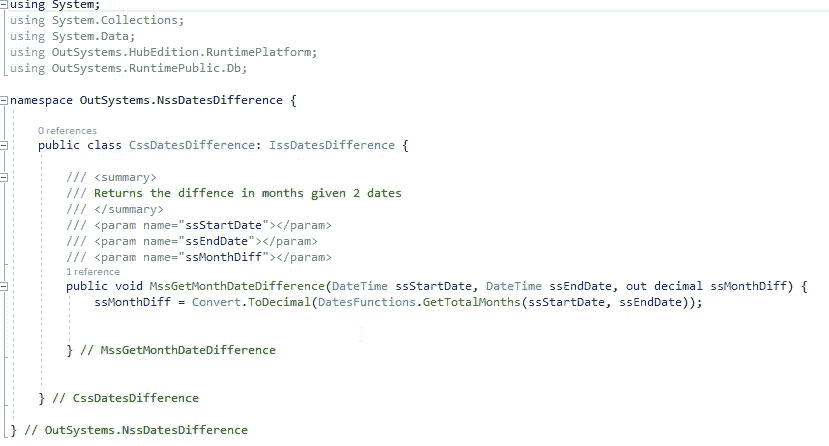 using System;
using System.Collections;
using System.Data;
using OutSystems.HubEdition.RuntimePlatform;
using OutSystems.RuntimePublic.Db;
namespace OutSystems.NssDatesDifference {
0 references
public class CssDatesDifference: IssDatesDifference {
/// <summary>
/// Returns the diffence in months given 2 dates
/// </summary>
/// <param name="ssStartDate"></param>
/// <param name="ssEndDate"></param>
/// <param name="ssMonthDiff"></param>
1 reference
public void MssGetMonthDateDifference(DateTime ssStartDate, DateTime ssEndDate, out decimal ssMonthDiff) {
ssMonthDiff = Convert.ToDecimal(DatesFunctions.GetTotalMonths(ssStartDate, ssEndDate));
} // MssGetMonthDateDifference
} // CssDatesDifference
} // OutSystems.NssDatesDifference